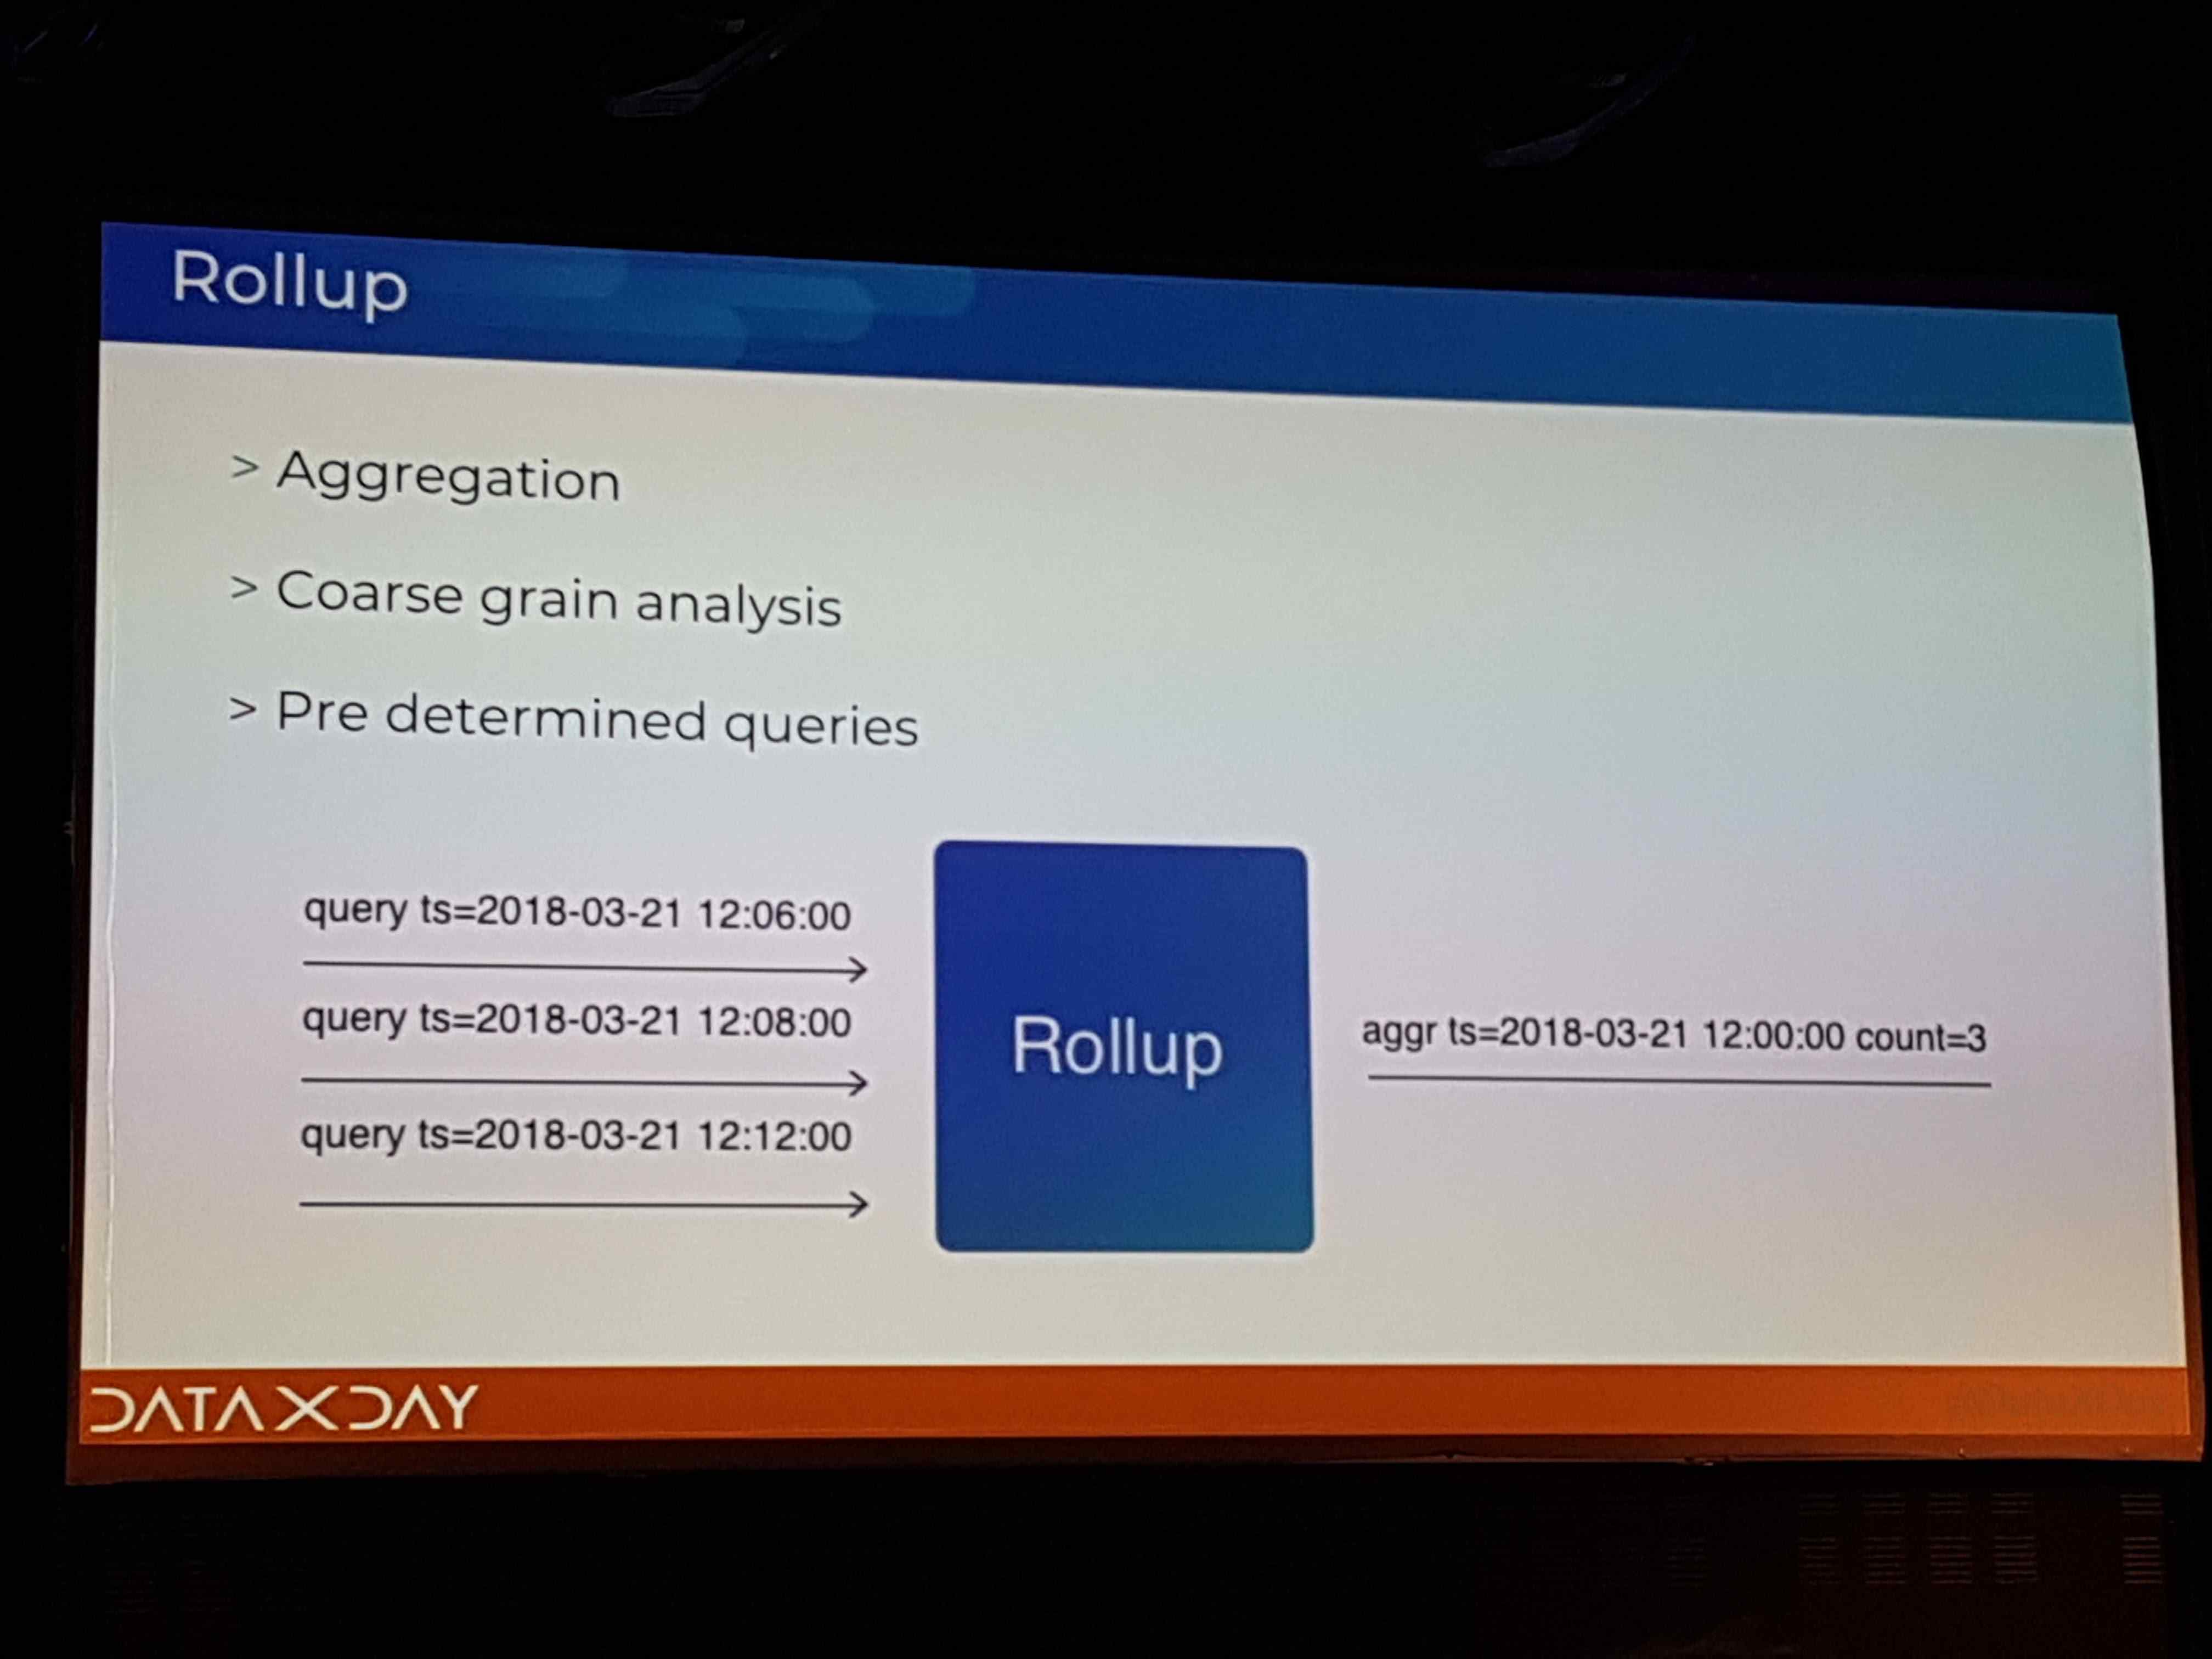 Rollup
> Aggregation
> Coarse grain analysis
> Pre determined queries
query ts=2018-03-21 12:06:00
query ts=2018-03-21 12:08:00
query ts=2018-03-21 12:12:00
Rollup
aggr ts=2018-03-21 12:00:00 count=3
DATAXDAY